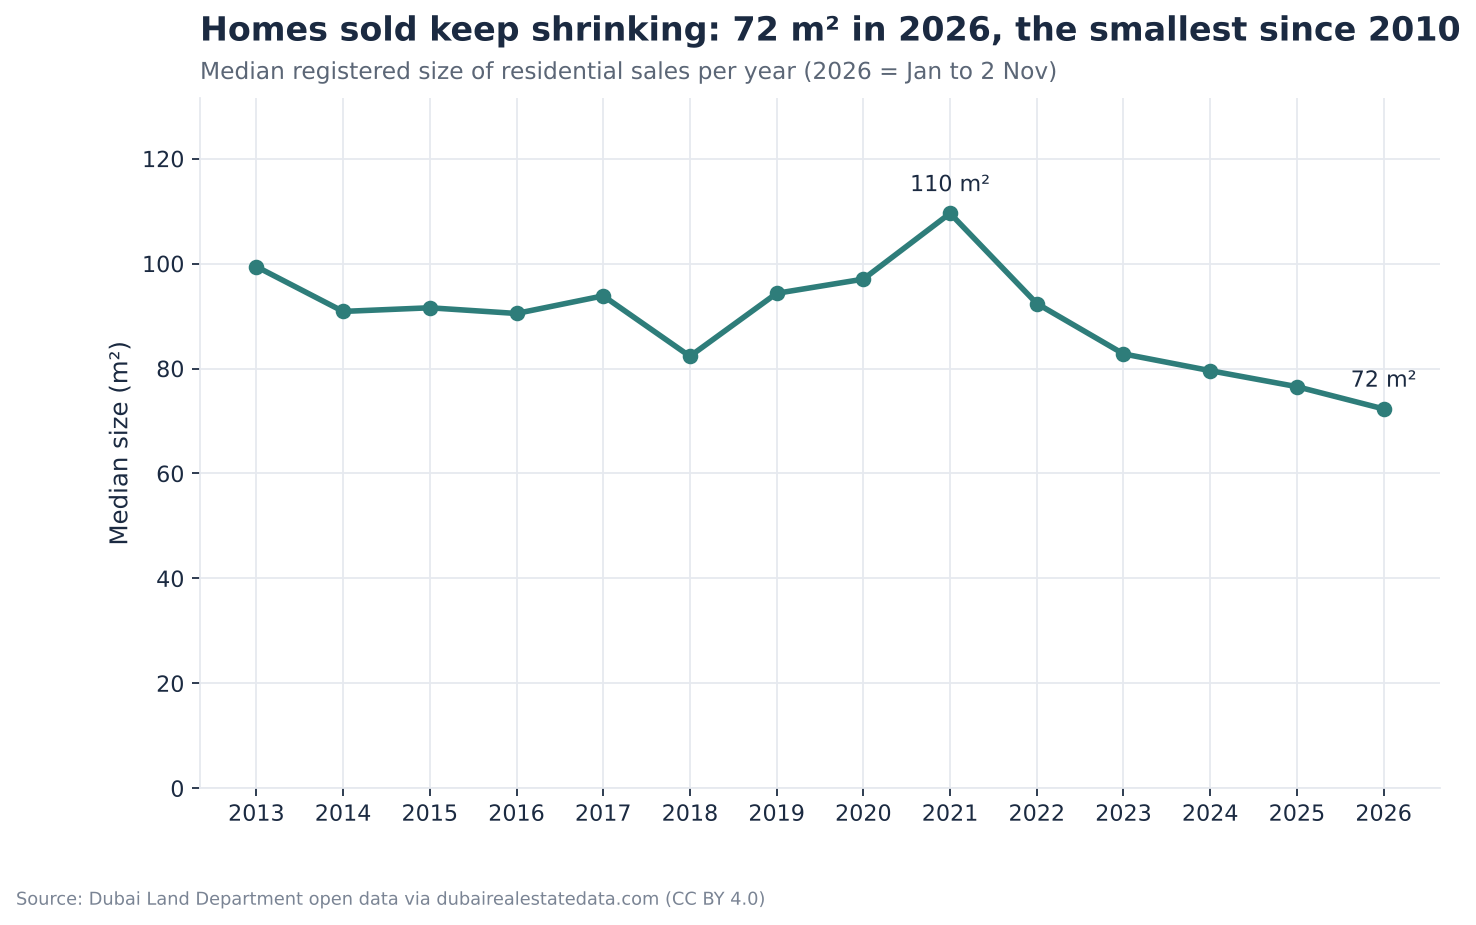 Homes sold keep shrinking: 72 m² in 2026, the smallest since 2010
Median registered size of residential sales per year (2026 = Jan to 2 Nov)
120
100
80
60
40
20
0
Median size (m²)
110 m²
72 m²
2013 2014 2015 2016 2017 2018 2019 2020 2021 2022 2023 2024 2025 2026
Source: Dubai Land Department open data via dubairealestatedata.com (CC BY 4.0)